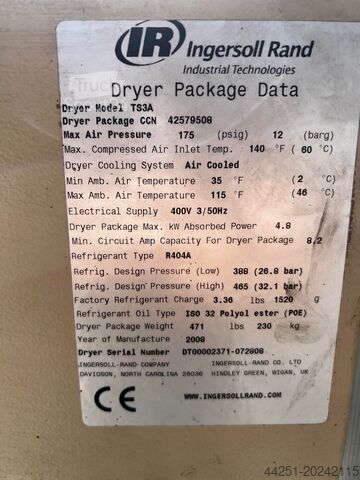 IR Ingersoll Rand
Industrial Technologies
Dryer Package Data
Dryer Model TS3A
Dryer Package CCN 42579508
Max Air Pressure 175 (psig) 12 (barg)
Max. Compressed Air Inlet Temp. 140 °F ( 60 °C)
Dryer Cooling System Air Cooled
Min Amb. Air Temperature 35 °F ( 2 °C)
Max Amb. Air Temperature 115 °F ( 46 °C)
Electrical Supply 400V 3/50Hz
Dryer Package Max. kW Absorbed Power 4.8
Min. Circuit Amp Capacity For Dryer Package 8.2
Refrigerant Type R404A
Refrig. Design Pressure (Low) 388 (26.8 bar)
Refrig. Design Pressure (High) 465 (32.1 bar)
Factory Refrigerant Charge 3.36 lbs 1520 g
Refrigerant Oil Type ISO 32 Polyol ester (POE)
Dryer Package Weight 471 lbs 230 kg
Year of Manufacture 2008
Dryer Serial Number DT00002371-072808
INGERSOLL-RAND COMPANY INGERSOLL-RAND CO. LTD
DAVIDSON, NORTH CAROLINA 28036 HINDLEY GREEN, WIGAN, UK
CE WWW.INGERSOLLRAND.COM
44251-20242115